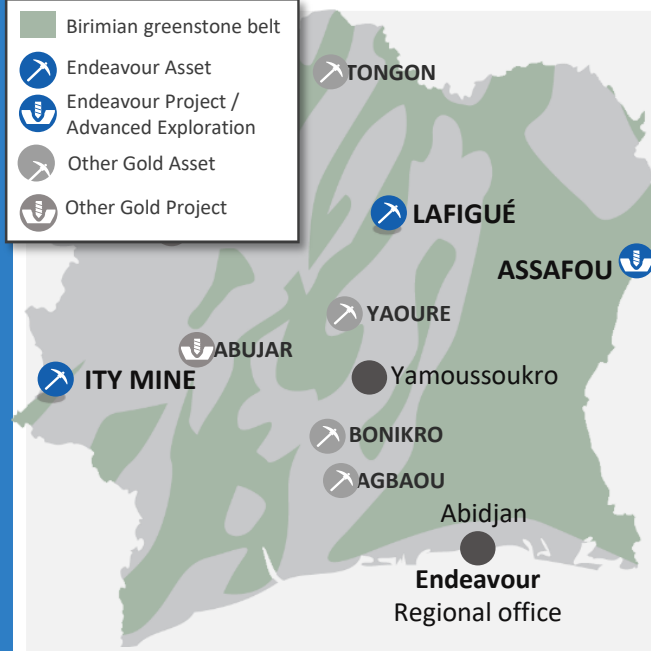 Birimian greenstone belt
Endeavour Asset
Endeavour Project /
Advanced Exploration
Other Gold Asset
Other Gold Project
TONGON
LAFIGUÉ
ASSAFOU
YAOURE
ABUJAR
ITY MINE
Yamoussoukro
BONIKRO
AGBAOU
Abidjan
Endeavour
Regional office